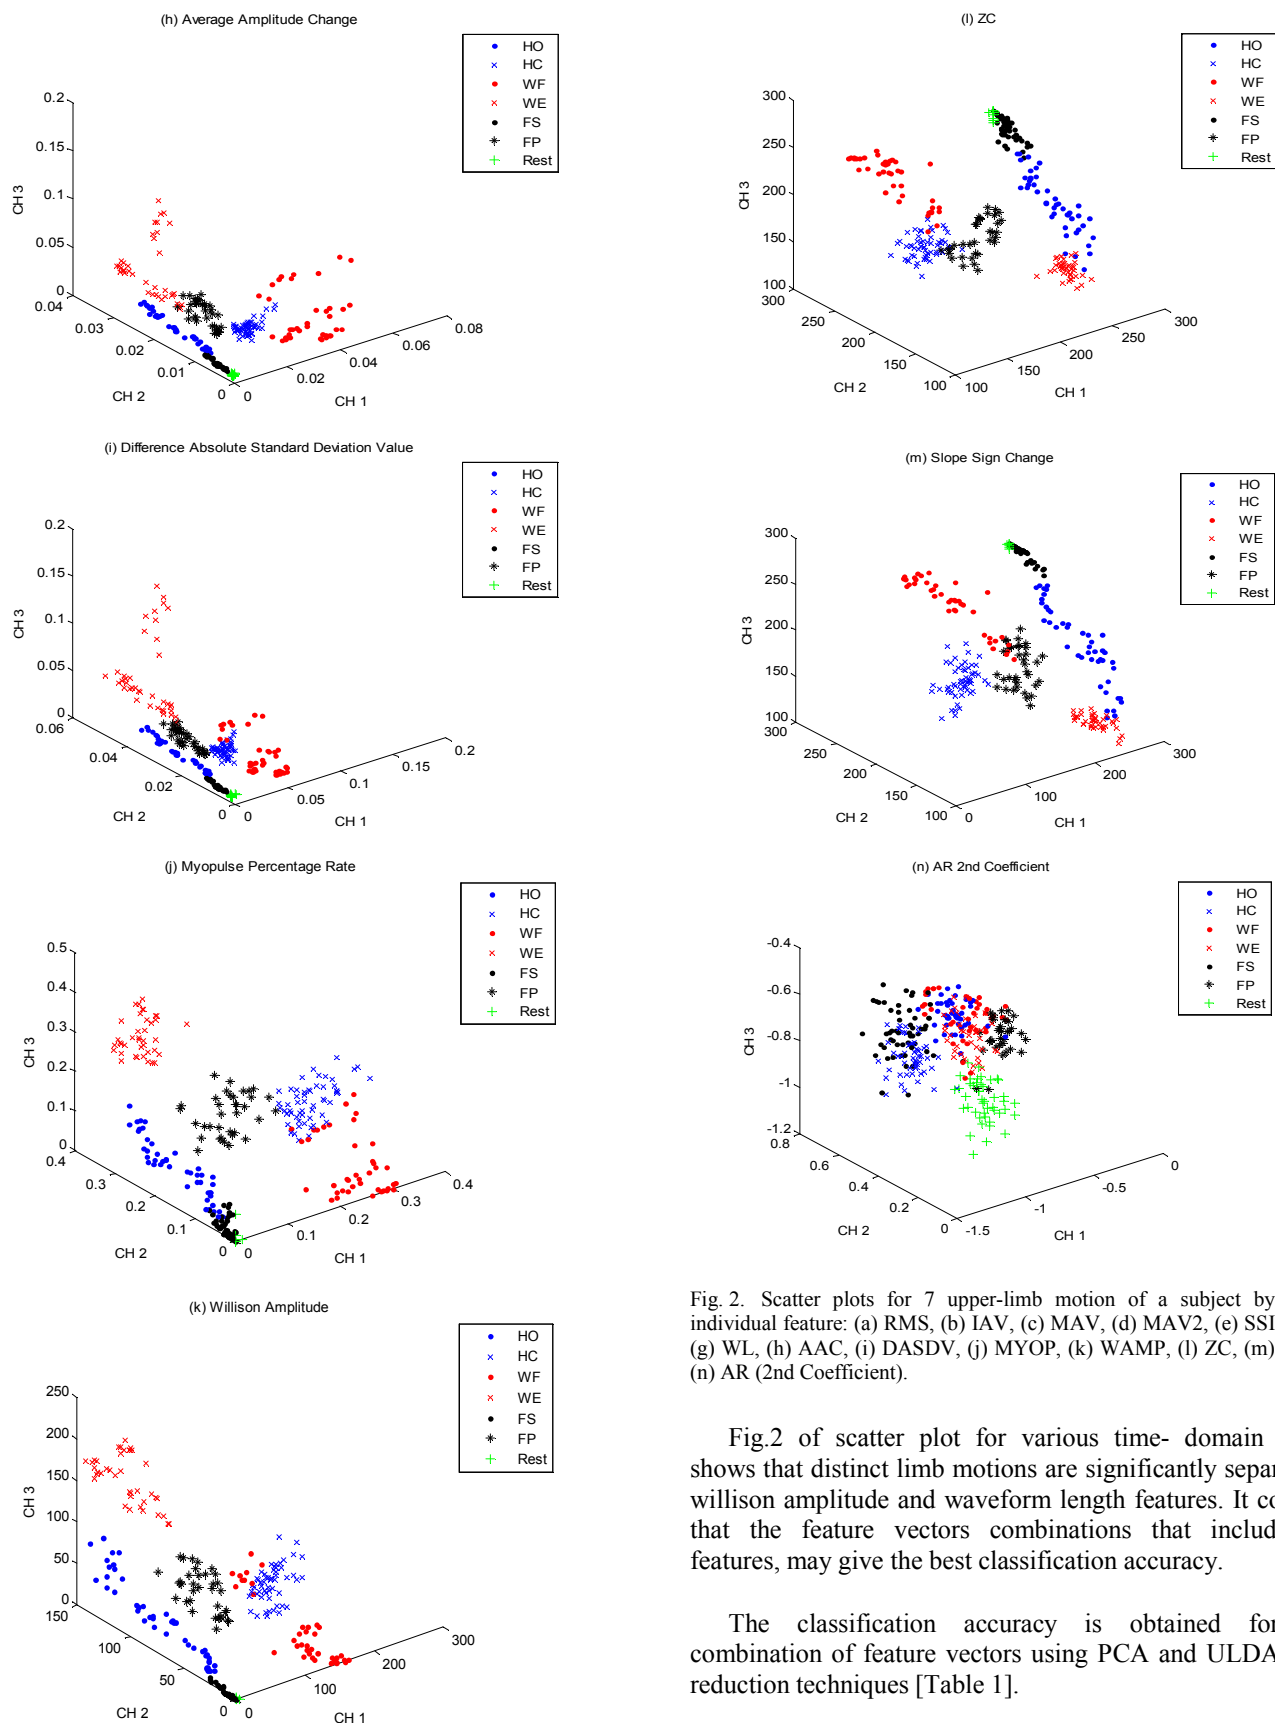 (h) Average Amplitude Change
HO
HC
WF
WE
FS
FP
Rest
0.2
0.15
0.1
0.05
0
CH 3
0.04
0.03
0.02
0.01
0
CH 2
0
0.02
0.04
0.06
0.08
CH 1
(i) Difference Absolute Standard Deviation Value
HO
HC
WF
WE
FS
FP
Rest
0.2
0.15
0.1
0.05
0
CH 3
0.06
0.04
0.02
0
CH 2
0
0.05
0.1
0.15
0.2
CH 1
(j) Myopulse Percentage Rate
HO
HC
WF
WE
FS
FP
Rest
0.5
0.4
0.3
0.2
0.1
0
CH 3
0.4
0.3
0.2
0.1
0
CH 2
0
0.1
0.2
0.3
0.4
CH 1
(k) Willison Amplitude
HO
HC
WF
WE
FS
FP
Rest
250
200
150
100
50
0
CH 3
150
100
50
0
CH 2
0
100
200
300
CH 1
(l) ZC
HO
HC
WF
WE
FS
FP
Rest
300
250
200
150
100
CH 3
300
250
200
150
100
CH 2
100
150
200
250
300
CH 1
(m) Slope Sign Change
HO
HC
WF
WE
FS
FP
Rest
300
250
200
150
100
CH 3
300
250
200
150
100
CH 2
0
100
200
300
CH 1
(n) AR 2nd Coefficient
HO
HC
WF
WE
FS
FP
Rest
-0.4
-0.6
-0.8
-1
-1.2
CH 3
0.8
0.6
0.4
0.2
0
CH 2
-1.5
-1
-0.5
0
CH 1
Fig. 2. Scatter plots for 7 upper-limb motion of a subject by
individual feature: (a) RMS, (b) IAV, (c) MAV, (d) MAV2, (e) SSI
(g) WL, (h) AAC, (i) DASDV, (j) MYOP, (k) WAMP, (l) ZC, (m)
(n) AR (2nd Coefficient).
Fig.2 of scatter plot for various time- domain
shows that distinct limb motions are significantly separ
willison amplitude and waveform length features. It co
that the feature vectors combinations that includ
features, may give the best classification accuracy.
The classification accuracy is obtained for
combination of feature vectors using PCA and ULDA
reduction techniques [Table 1].